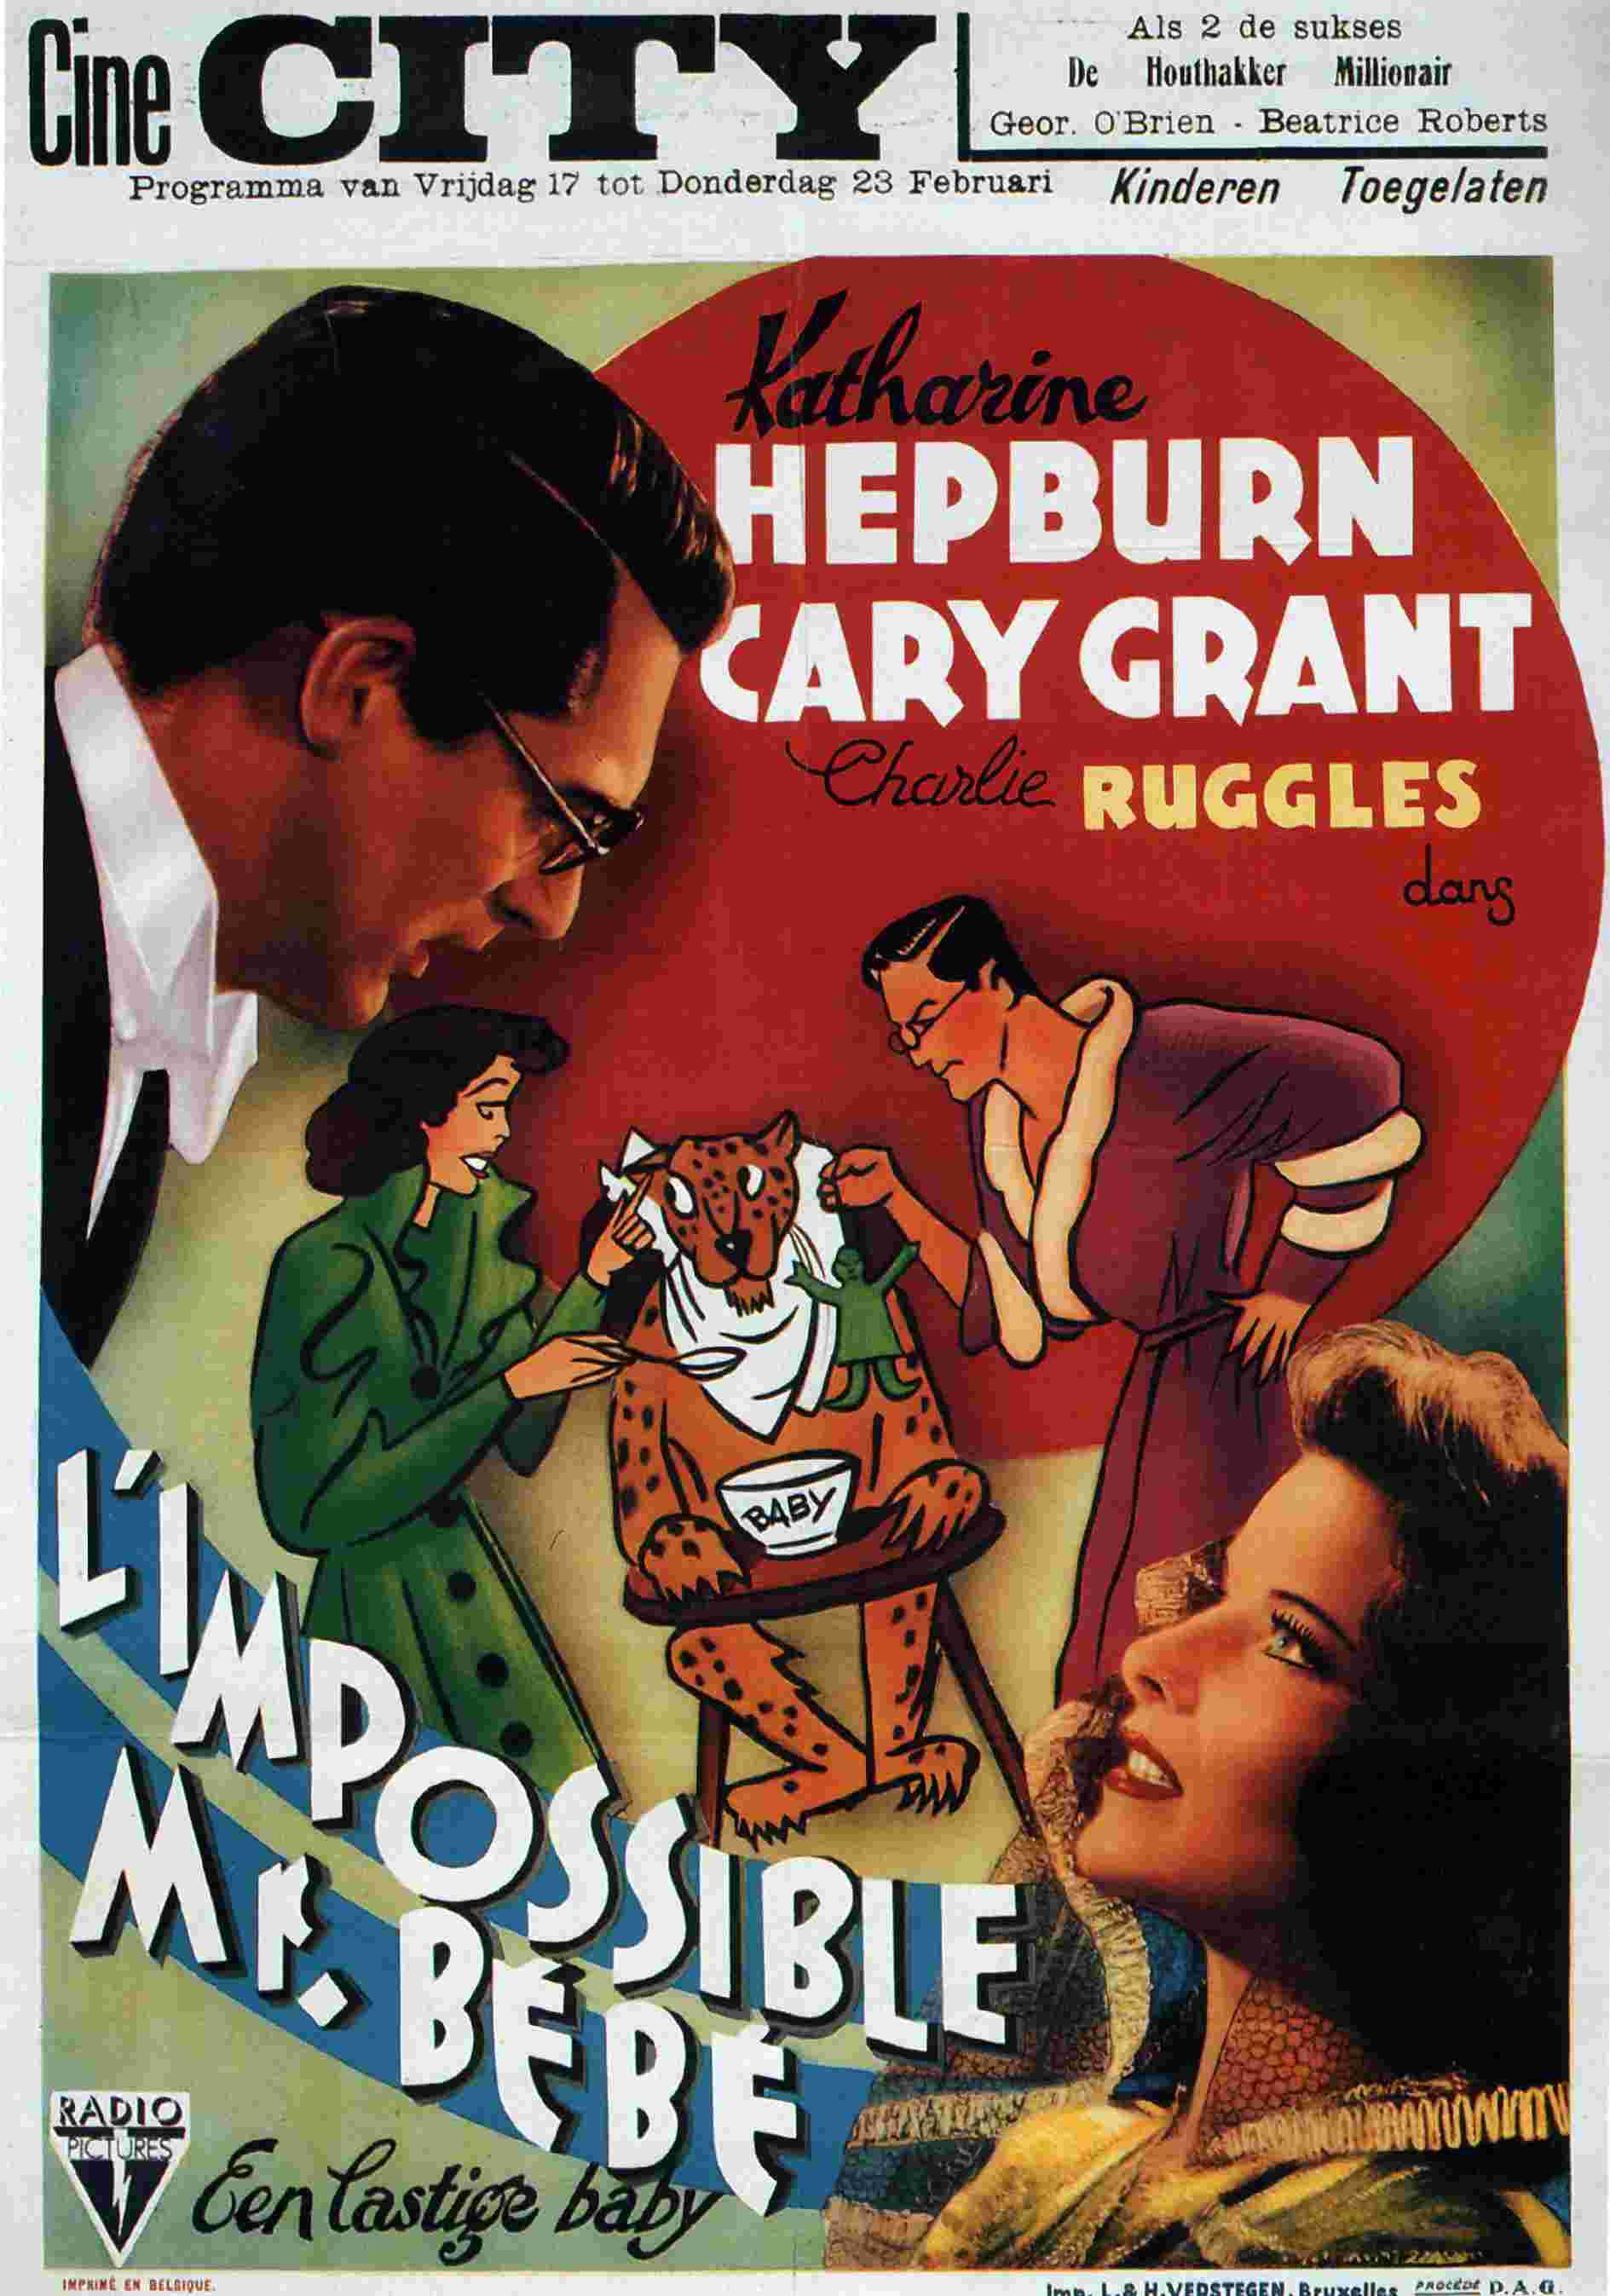 Cine CITY
Als 2 de sukses
De Houthakker Millionair
Geor. O'Brien - Beatrice Roberts
Programma van Vrijdag 17 tot Donderdag 23 Februari
Kinderen Toegelaten
Katharine
HEPBURN
CARY GRANT
Charlie RUGGLES
dans
BABY
L'IMPOSSIBLE
Mr. BÉBÉ
RADIO
PICTURES
Een lastige baby
IMPRIMÉ EN BELGIQUE.
Imp. L. & H. VERSTEGEN, Bruxelles PROCÉDÉ D.A.G.